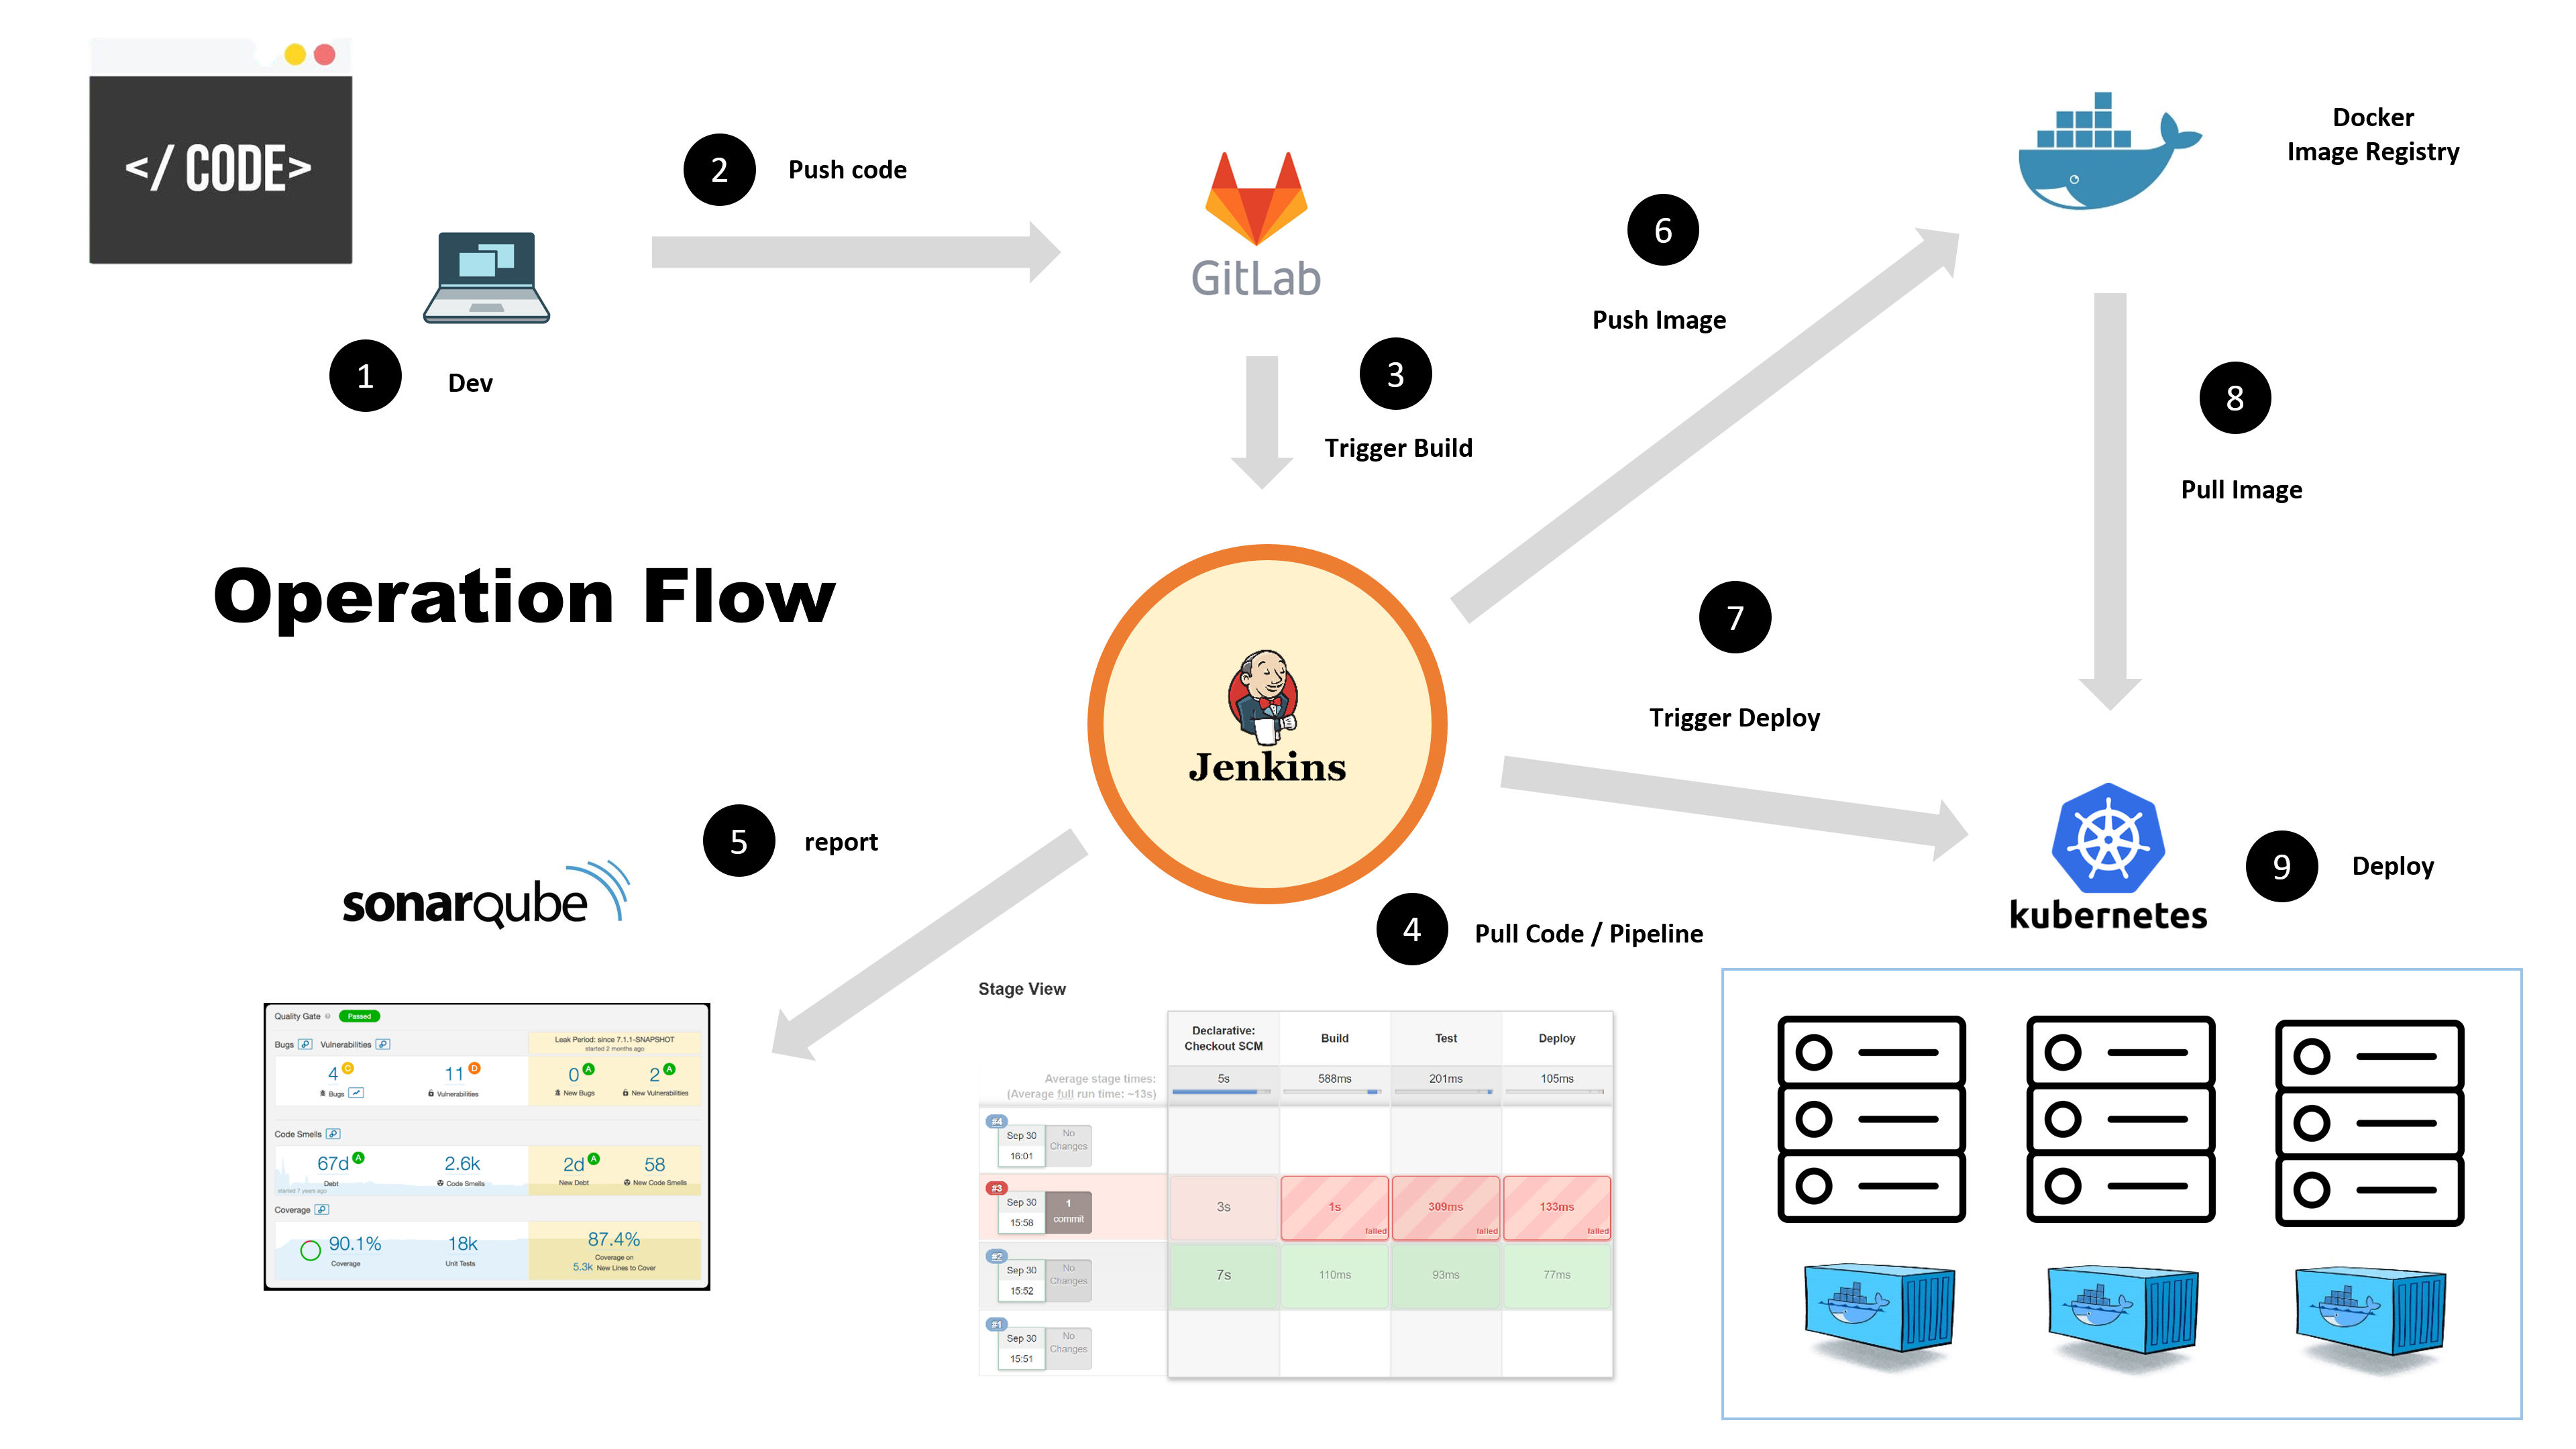 </ CODE>
1
Dev
2
Push code
GitLab
3
Trigger Build
6
Push Image
Docker
Image Registry
8
Pull Image
Operation Flow
Jenkins
7
Trigger Deploy
kubernetes
9
Deploy
5
report
sonarqube
4
Pull Code / Pipeline
Quality Gate
Passed
Bugs
Vulnerabilities
Leak Period: since 7.1.1-SNAPSHOT
started 2 months ago
4 C
11 D
0 A
2 A
Bugs
Vulnerabilities
New Bugs
New Vulnerabilities
Code Smells
67d A
2.6k
2d A
58
Debt
Code Smells
New Debt
New Code Smells
started 7 years ago
Coverage
90.1%
18k
87.4%
Coverage
Unit Tests
Coverage on
5.3k New Lines to Cover
Stage View
Declarative:
Checkout SCM
Build
Test
Deploy
Average stage times:
(Average full run time: ~13s)
5s
588ms
201ms
105ms
#4
Sep 30
16:01
No
Changes
#3
Sep 30
15:58
1
commit
3s
1s
failed
309ms
failed
133ms
failed
#2
Sep 30
15:52
No
Changes
7s
110ms
93ms
77ms
#1
Sep 30
15:51
No
Changes